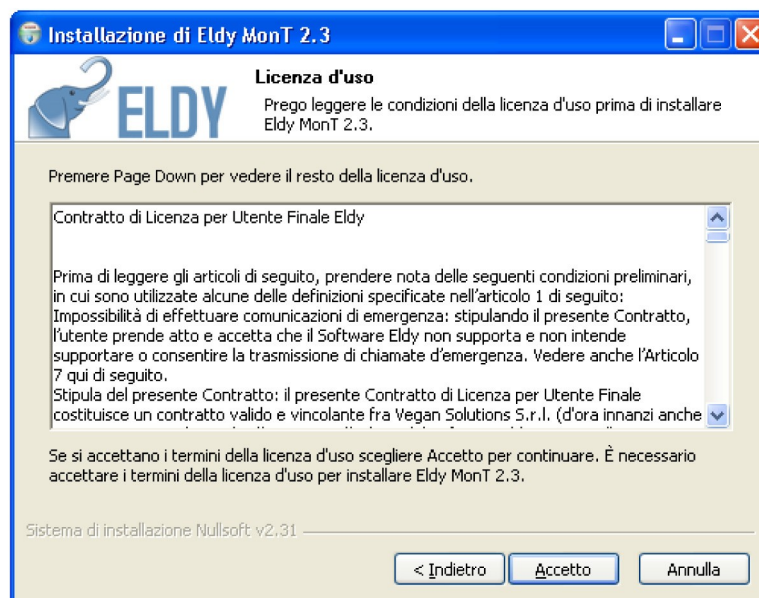 Installazione di Eldy MonT 2.3
ELDY
Licenza d'uso
Prego leggere le condizioni della licenza d'uso prima di installare
Eldy MonT 2.3.
Premere Page Down per vedere il resto della licenza d'uso.
Contratto di Licenza per Utente Finale Eldy
Prima di leggere gli articoli di seguito, prendere nota delle seguenti condizioni preliminari,
in cui sono utilizzate alcune delle definizioni specificate nell’articolo 1 di seguito:
Impossibilità di effettuare comunicazioni di emergenza: stipulando il presente Contratto,
l’utente prende atto e accetta che il Software Eldy non supporta e non intende
supportare o consentire la trasmissione di chiamate d’emergenza. Vedere anche l’Articolo
7 qui di seguito.
Stipula del presente Contratto: il presente Contratto di Licenza per Utente Finale
costituisce un contratto valido e vincolante fra Vegan Solutions S.r.l. (d'ora innanzi anche
Se si accettano i termini della licenza d'uso scegliere Accetto per continuare. È necessario
accettare i termini della licenza d'uso per installare Eldy MonT 2.3.
Sistema di installazione Nullsoft v2.31
< Indietro
Accetto
Annulla